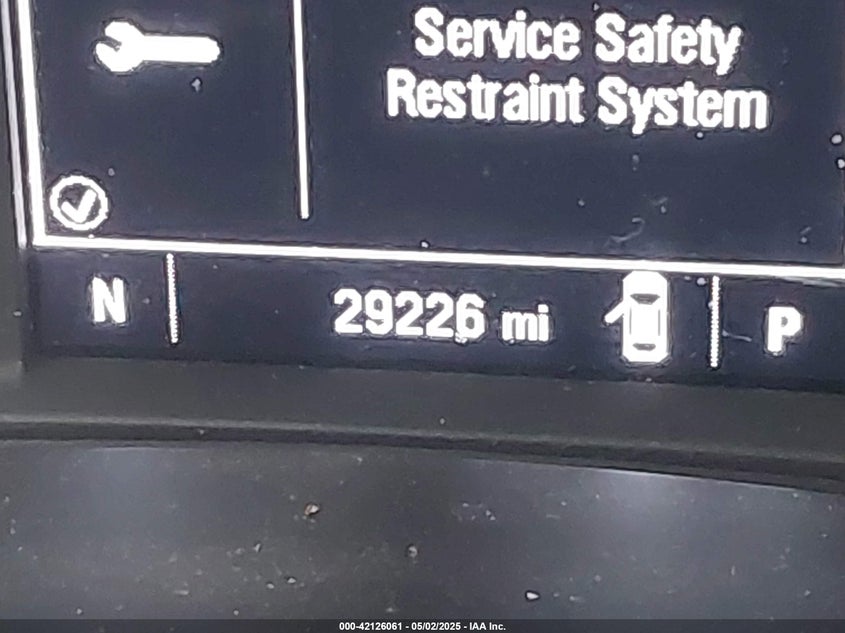 Service Safety
Restraint System
N 29226 mi P
000-42126061 - 05/02/2025 - IAA Inc.